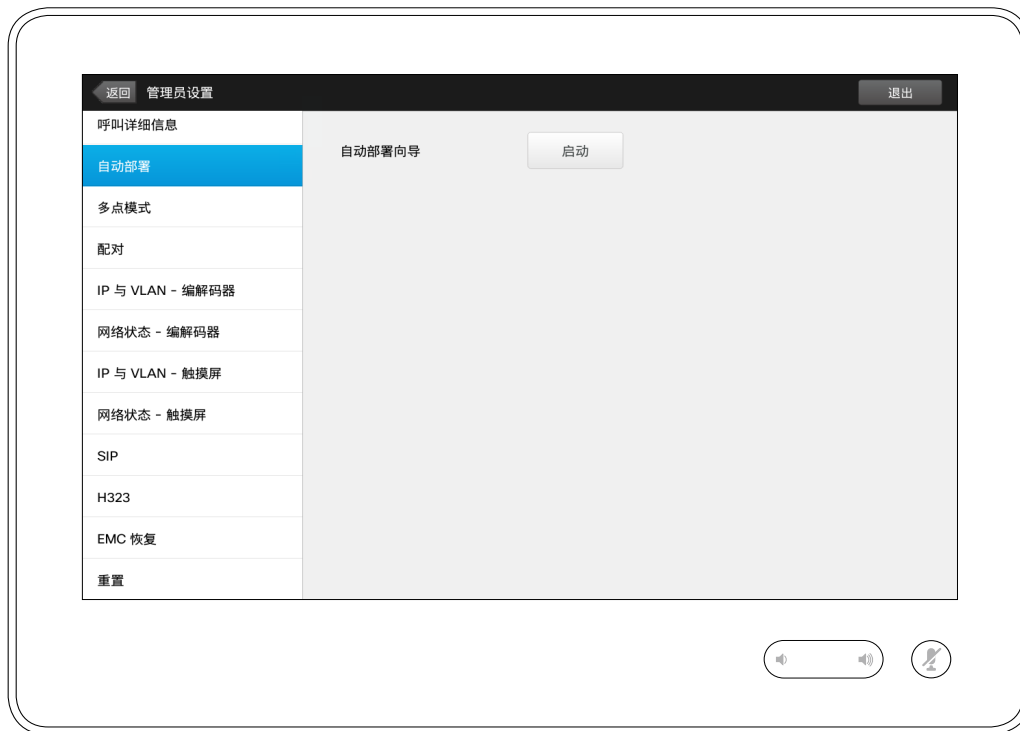 返回 管理员设置 退出
呼叫详细信息
自动部署向导 启动
自动部署
多点模式
配对
IP 与 VLAN - 编解码器
网络状态 - 编解码器
IP 与 VLAN - 触摸屏
网络状态 - 触摸屏
SIP
H323
EMC 恢复
重置